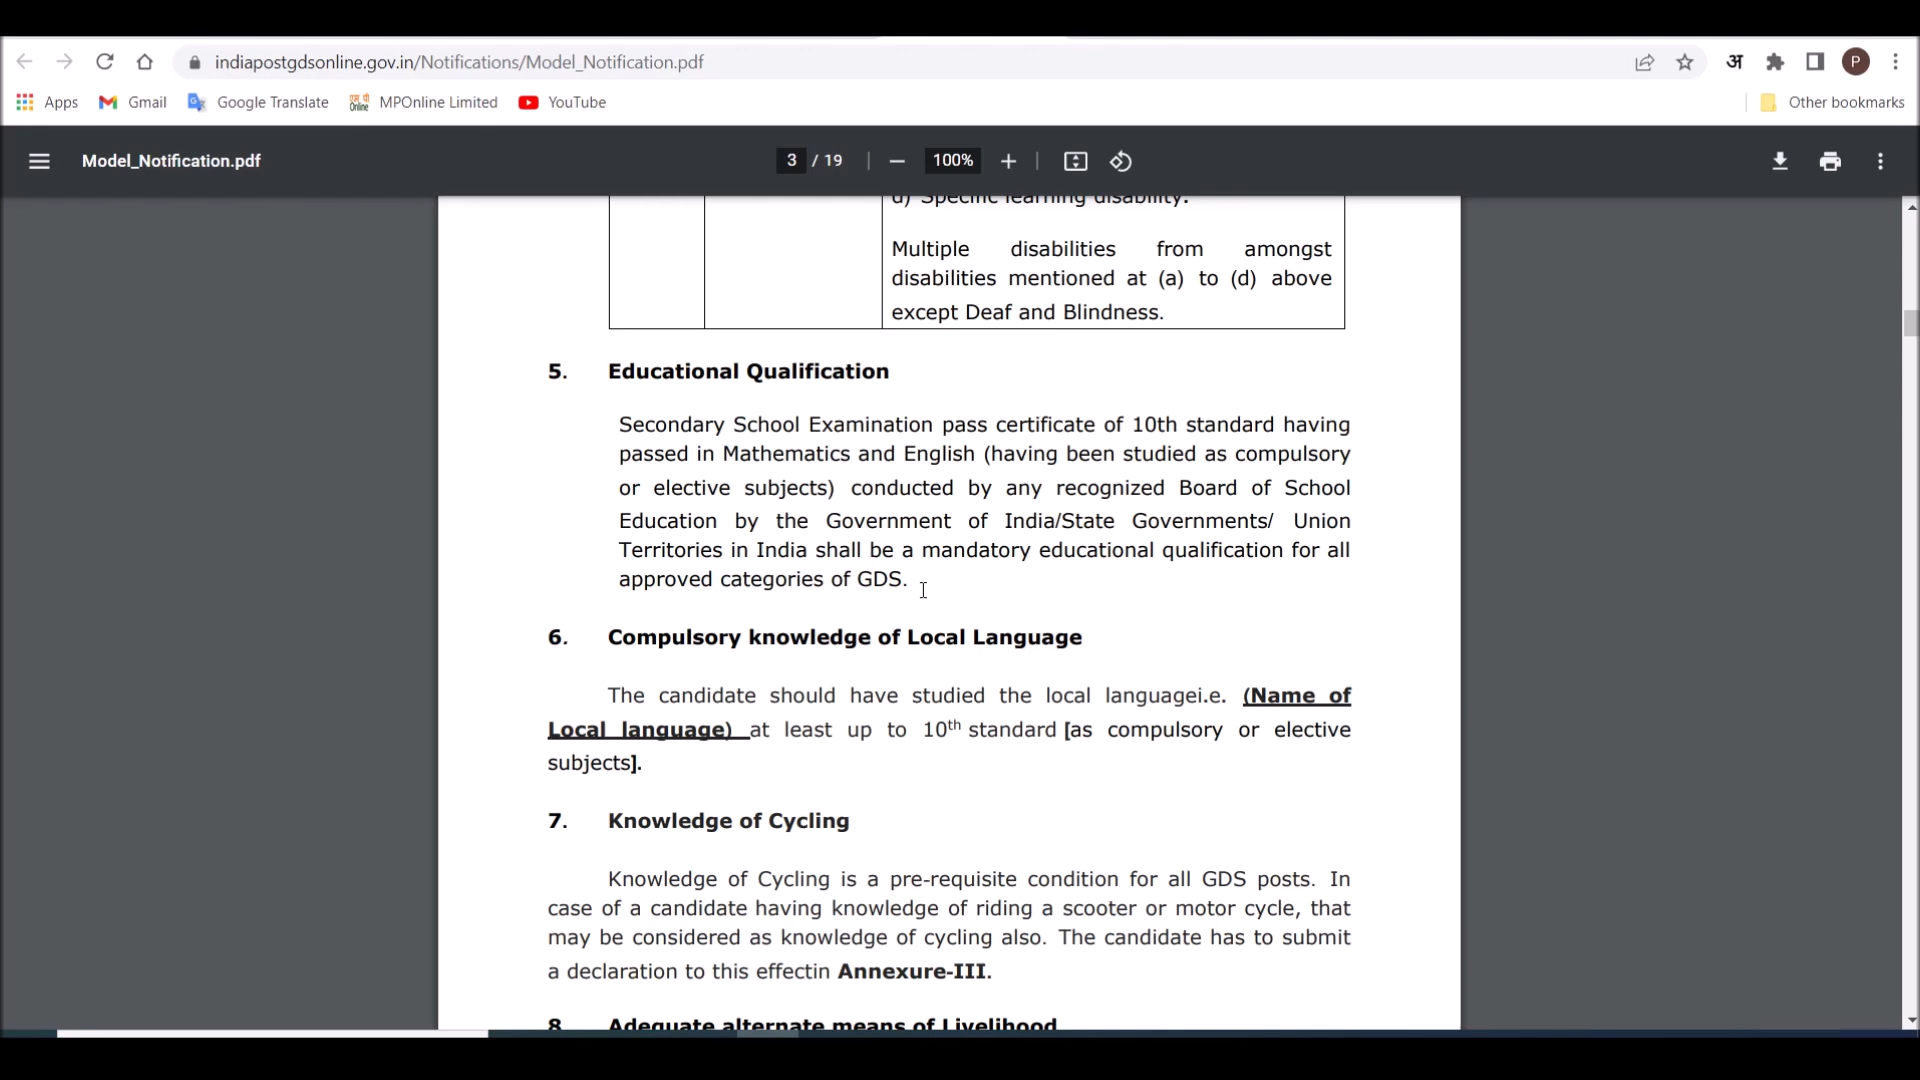 indiapostgdsonline.gov.in/Notifications/Model_Notification.pdf
अ
P
Apps
Gmail
Google Translate
MPOnline Limited
YouTube
Other bookmarks
Model_Notification.pdf
3 / 19
100%
d) Specific learning disability.
Multiple disabilities from amongst
disabilities mentioned at (a) to (d) above
except Deaf and Blindness.
5. Educational Qualification
Secondary School Examination pass certificate of 10th standard having
passed in Mathematics and English (having been studied as compulsory
or elective subjects) conducted by any recognized Board of School
Education by the Government of India/State Governments/ Union
Territories in India shall be a mandatory educational qualification for all
approved categories of GDS.
6. Compulsory knowledge of Local Language
The candidate should have studied the local languagei.e. (Name of
Local language) at least up to 10th standard [as compulsory or elective
subjects].
7. Knowledge of Cycling
Knowledge of Cycling is a pre-requisite condition for all GDS posts. In
case of a candidate having knowledge of riding a scooter or motor cycle, that
may be considered as knowledge of cycling also. The candidate has to submit
a declaration to this effectin Annexure-III.
8 Adequate alternate means of Livelihood